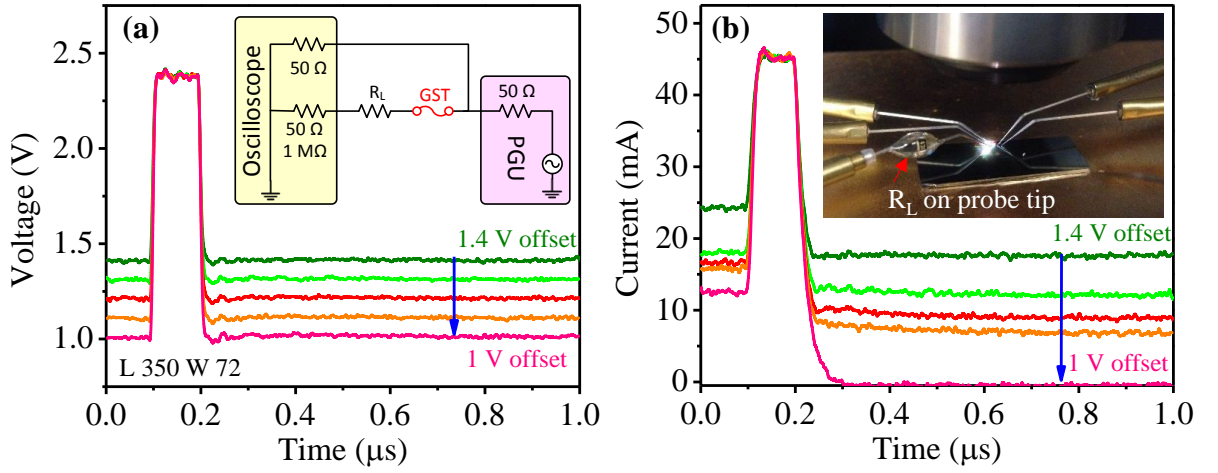 (a)
Voltage (V)
2.5
2.0
1.5
1.0
Oscilloscope
50 Ω
50 Ω
1 MΩ
R_L
GST
50 Ω
PGU
1.4 V offset
1 V offset
L 350 W 72
0.0 0.2 0.4 0.6 0.8 1.0
Time (μs)
(b)
Current (mA)
50
40
30
20
10
0
R_L on probe tip
1.4 V offset
1 V offset
0.0 0.2 0.4 0.6 0.8 1.0
Time (μs)